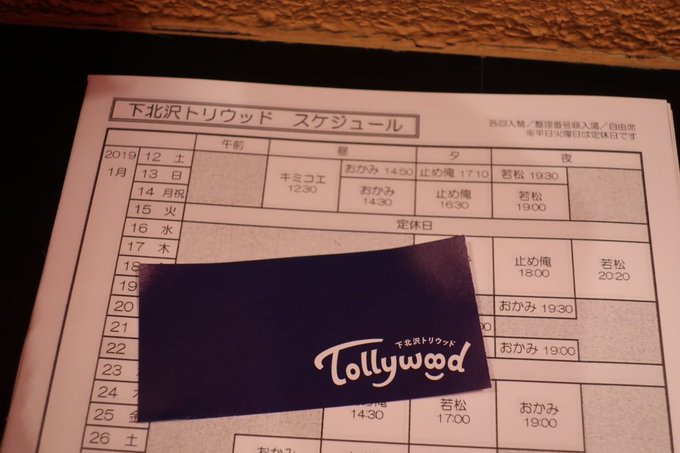 下北沢トリウッド スケジュール
各回入替/整理番号順入場/自由席
※平日火曜日は定休日です
午前 昼 夕 夜
2019 12 土 おかみ 14:50 止め俺 17:10 若松 19:30
1月 13 日 キミコエ
12:30
14 月祝 おかみ 止め俺 若松
14:30 16:30 19:00
15 火 定休日
16 水
17 木 止め俺 若松
18 18:00 20:20
19
20 おかみ 19:30
21
22 おかみ 19:00
下北沢トリウッド
Tollywood
23
24 若松 おかみ
25 金 14:30 17:00 19:00
26 土